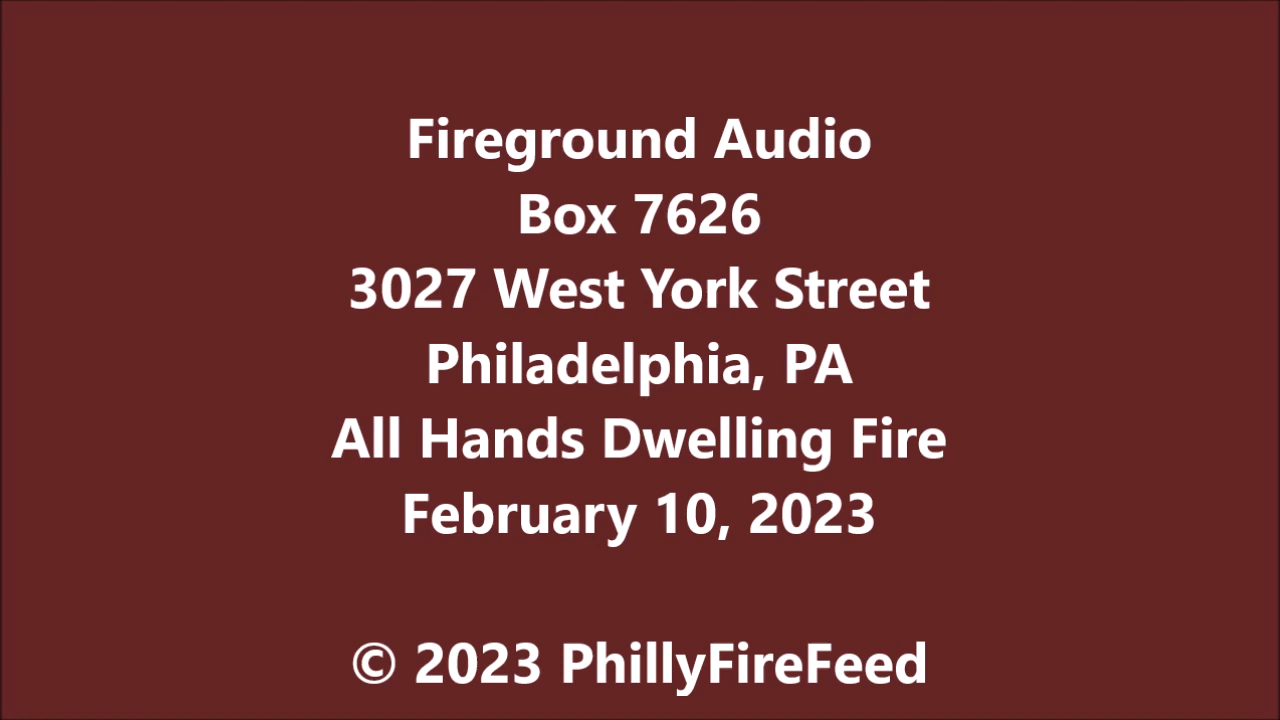 Fireground Audio
Box 7626
3027 West York Street
Philadelphia, PA
All Hands Dwelling Fire
February 10, 2023
© 2023 PhillyFireFeed